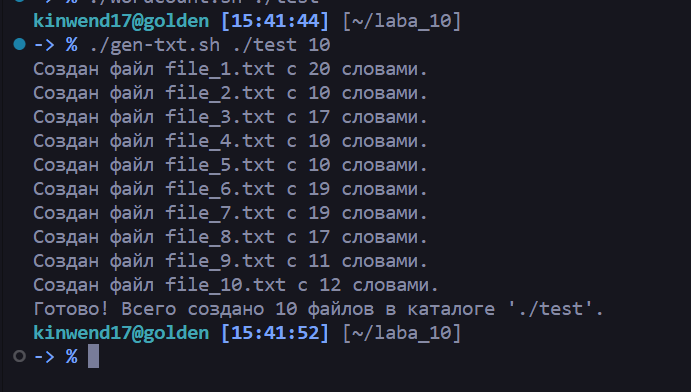 -> % ./wordcount.sh ./test
kinwend17@golden [15:41:44] [~/laba_10]
-> % ./gen-txt.sh ./test 10
Создан файл file_1.txt с 20 словами.
Создан файл file_2.txt с 10 словами.
Создан файл file_3.txt с 17 словами.
Создан файл file_4.txt с 10 словами.
Создан файл file_5.txt с 10 словами.
Создан файл file_6.txt с 19 словами.
Создан файл file_7.txt с 19 словами.
Создан файл file_8.txt с 17 словами.
Создан файл file_9.txt с 11 словами.
Создан файл file_10.txt с 12 словами.
Готово! Всего создано 10 файлов в каталоге './test'.
kinwend17@golden [15:41:52] [~/laba_10]
-> %